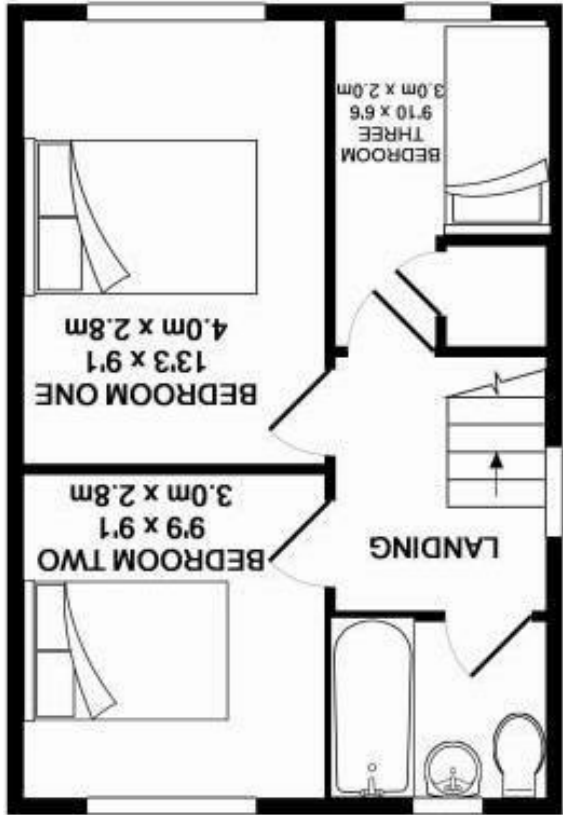 LANDING
BEDROOM TWO
9'9 x 9'1
3.0m x 2.8m
BEDROOM ONE
13'3 x 9'1
4.0m x 2.8m
BEDROOM
THREE
9'10 x 6'6
3.0m x 2.0m